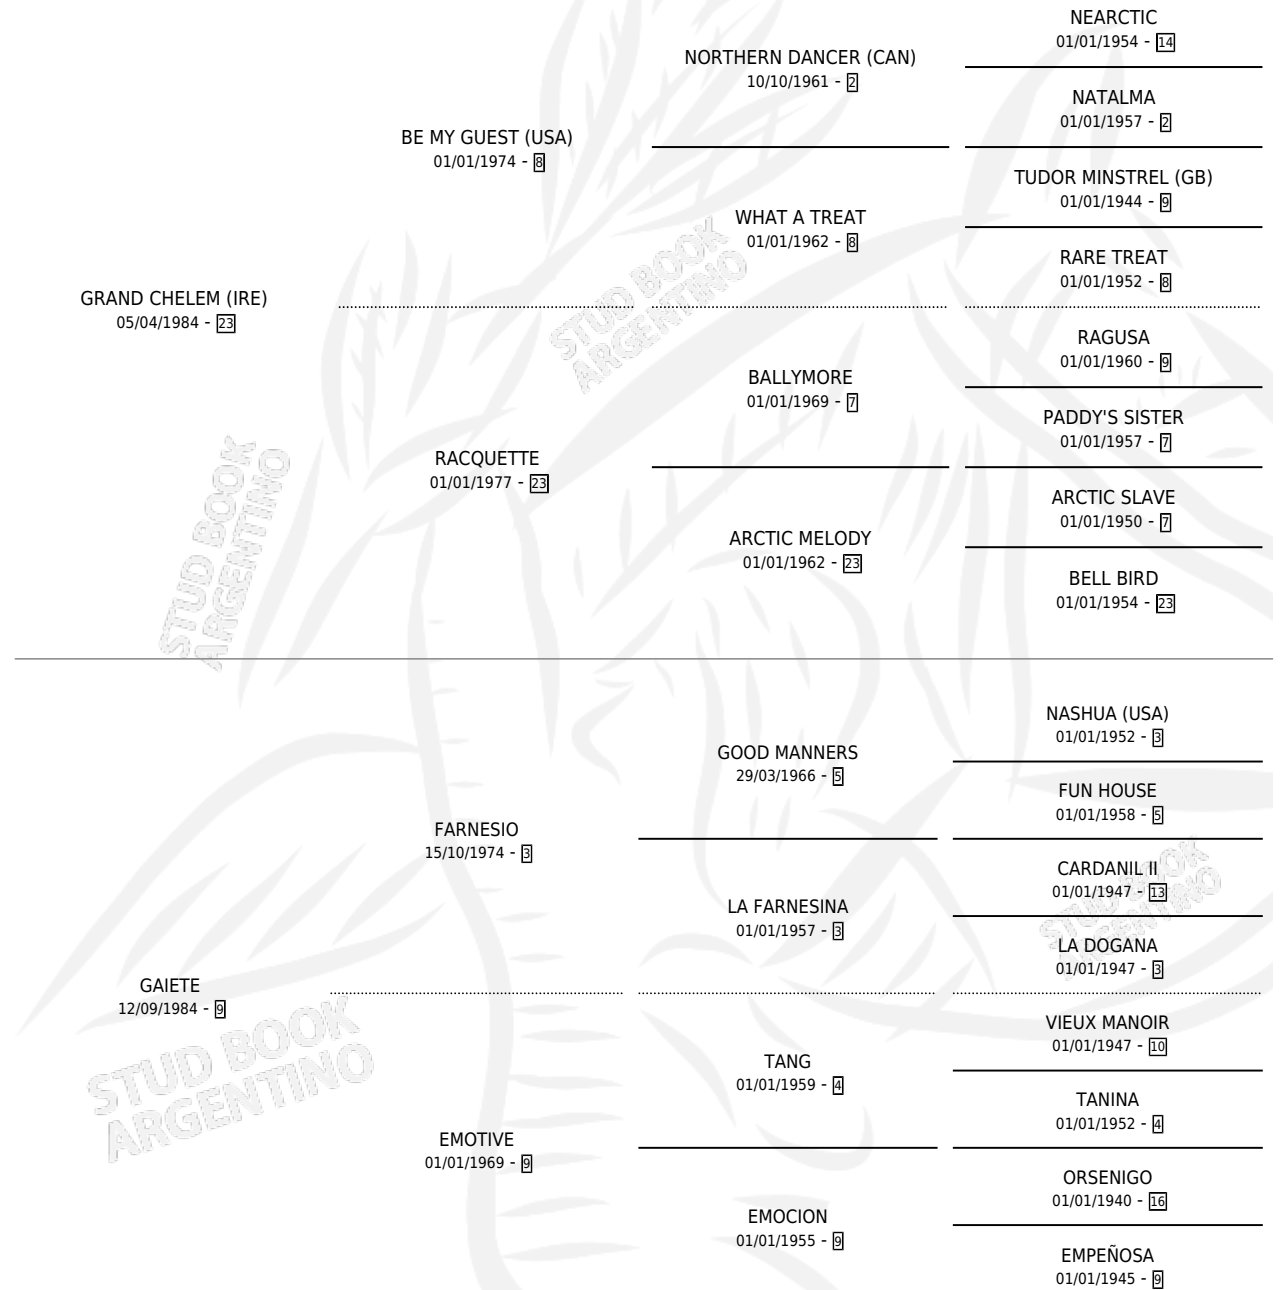 NEARCTIC
01/01/1954 - 14
NORTHERN DANCER (CAN)
10/10/1961 - 2
NATALMA
01/01/1957 - 2
BE MY GUEST (USA)
01/01/1974 - 8
TUDOR MINSTREL (GB)
01/01/1944 - 9
WHAT A TREAT
01/01/1962 - 8
RARE TREAT
01/01/1952 - 8
GRAND CHELEM (IRE)
05/04/1984 - 23
RAGUSA
01/01/1960 - 9
BALLYMORE
01/01/1969 - 7
PADDY'S SISTER
01/01/1957 - 7
RACQUETTE
01/01/1977 - 23
ARCTIC SLAVE
01/01/1950 - 7
ARCTIC MELODY
01/01/1962 - 23
BELL BIRD
01/01/1954 - 23
NASHUA (USA)
01/01/1952 - 3
GOOD MANNERS
29/03/1966 - 5
FUN HOUSE
01/01/1958 - 5
FARNESIO
15/10/1974 - 3
CARDANIL II
01/01/1947 - 13
LA FARNESINA
01/01/1957 - 3
LA DOGANA
01/01/1947 - 3
GAIETE
12/09/1984 - 9
VIEUX MANOIR
01/01/1947 - 10
TANG
01/01/1959 - 4
TANINA
01/01/1952 - 4
EMOTIVE
01/01/1969 - 9
ORSENIGO
01/01/1940 - 16
EMOCION
01/01/1955 - 9
EMPEÑOSA
01/01/1945 - 9
STUD BOOK
ARGENTINO
STUD BOOK
ARGENTINO
STUD BOOK
ARGENTINO
STUD BOOK
ARGENTINO